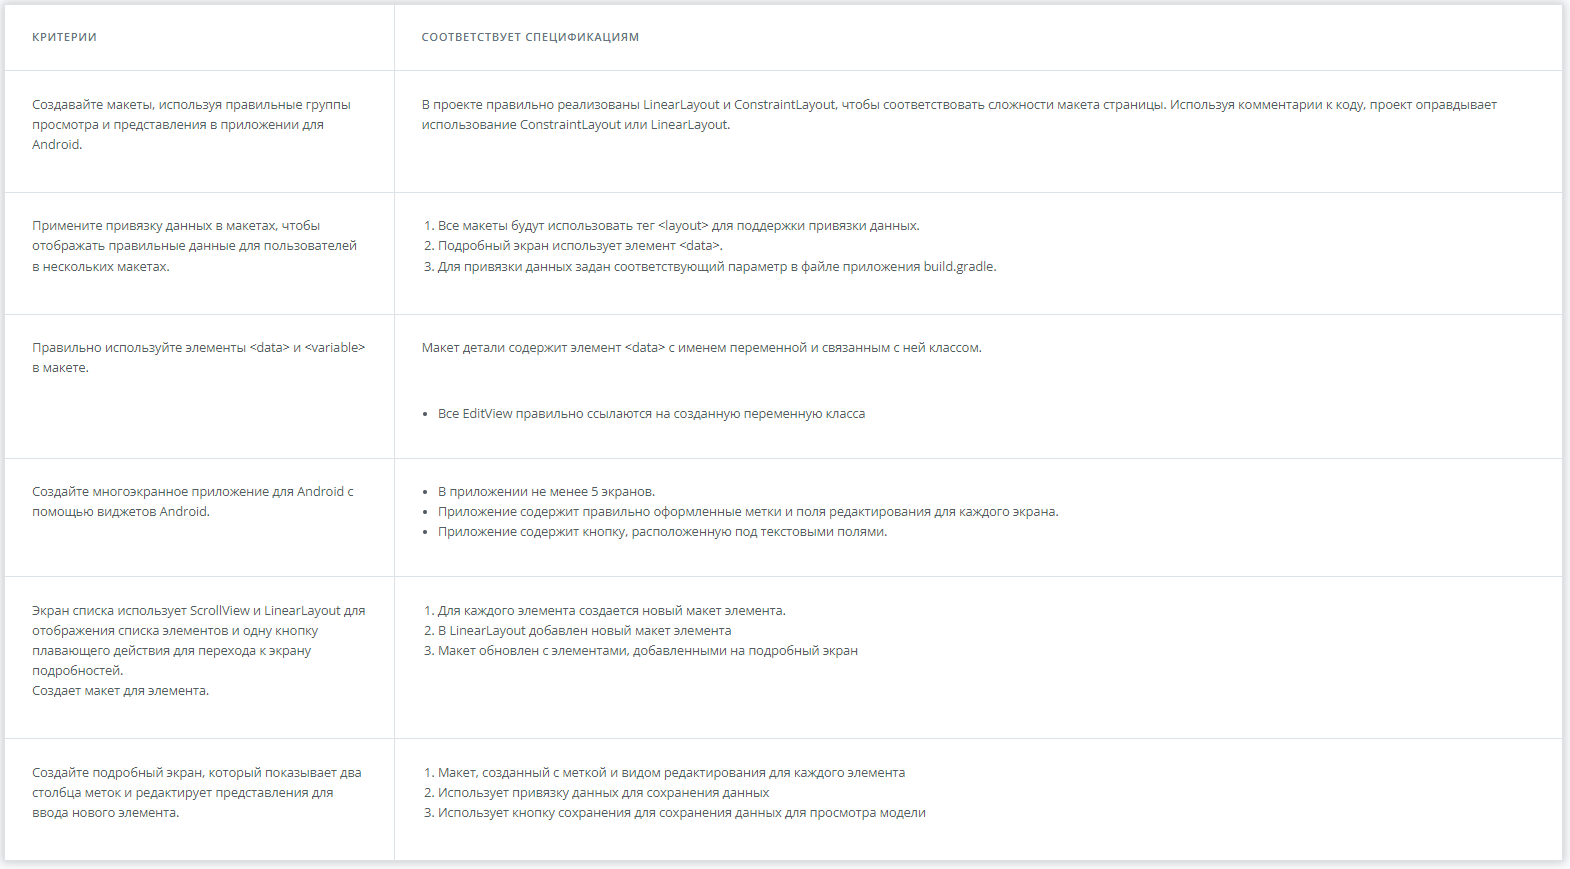 КРИТЕРИИ
СООТВЕТСТВУЕТ СПЕЦИФИКАЦИЯМ
Создавайте макеты, используя правильные группы
просмотра и представления в приложении для
Android.
В проекте правильно реализованы LinearLayout и ConstraintLayout, чтобы соответствовать сложности макета страницы. Используя комментарии к коду, проект оправдывает
использование ConstraintLayout или LinearLayout.
Примените привязку данных в макетах, чтобы
отображать правильные данные для пользователей
в нескольких макетах.
1. Все макеты будут использовать тег <layout> для поддержки привязки данных.
2. Подробный экран использует элемент <data>.
3. Для привязки данных задан соответствующий параметр в файле приложения build.gradle.
Правильно используйте элементы <data> и <variable>
в макете.
Макет детали содержит элемент <data> с именем переменной и связанным с ней классом.
• Все EditView правильно ссылаются на созданную переменную класса
Создайте многоэкранное приложение для Android с
помощью виджетов Android.
• В приложении не менее 5 экранов.
• Приложение содержит правильно оформленные метки и поля редактирования для каждого экрана.
• Приложение содержит кнопку, расположенную под текстовыми полями.
Экран списка использует ScrollView и LinearLayout для
отображения списка элементов и одну кнопку
плавающего действия для перехода к экрану
подробностей.
Создает макет для элемента.
1. Для каждого элемента создается новый макет элемента.
2. В LinearLayout добавлен новый макет элемента
3. Макет обновлен с элементами, добавленными на подробный экран
Создайте подробный экран, который показывает два
столбца меток и редактирует представления для
ввода нового элемента.
1. Макет, созданный с меткой и видом редактирования для каждого элемента
2. Использует привязку данных для сохранения данных
3. Использует кнопку сохранения для сохранения данных для просмотра модели